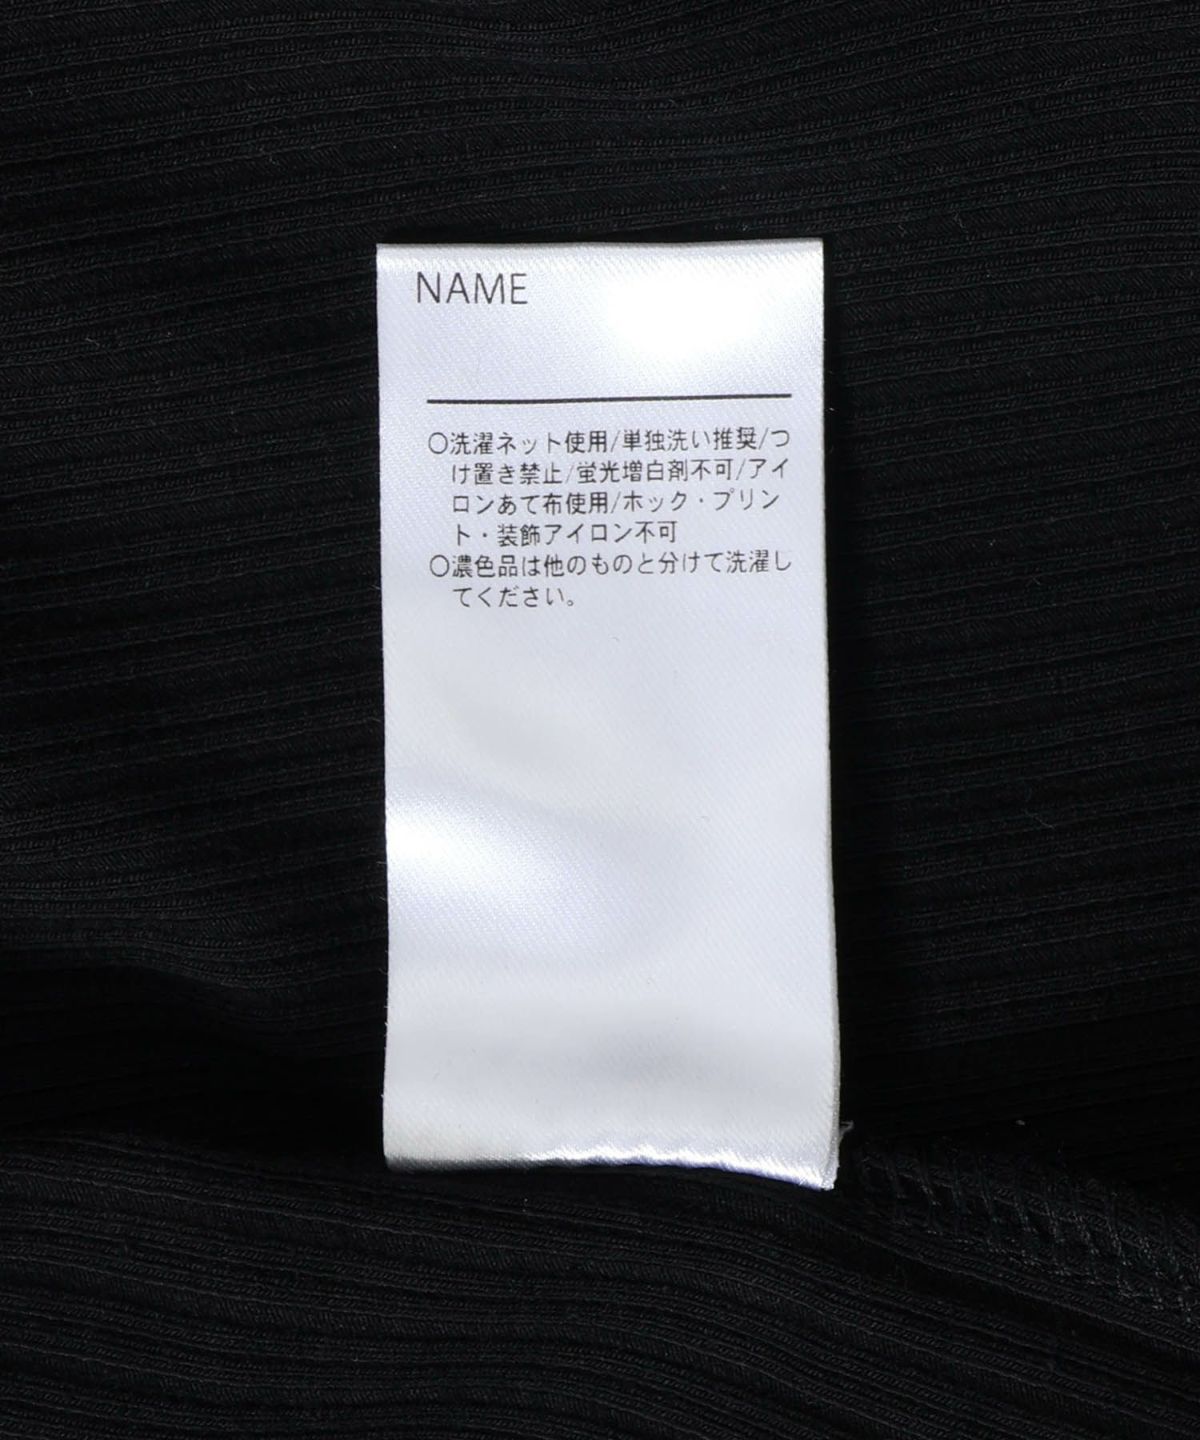 NAME
〇洗濯ネット使用/単独洗い推奨/つ
け置き禁止/蛍光増白剤不可/アイ
ロンあて布使用/ホック・プリン
ト・装飾アイロン不可
〇濃色品は他のものと分けて洗濯し
てください。